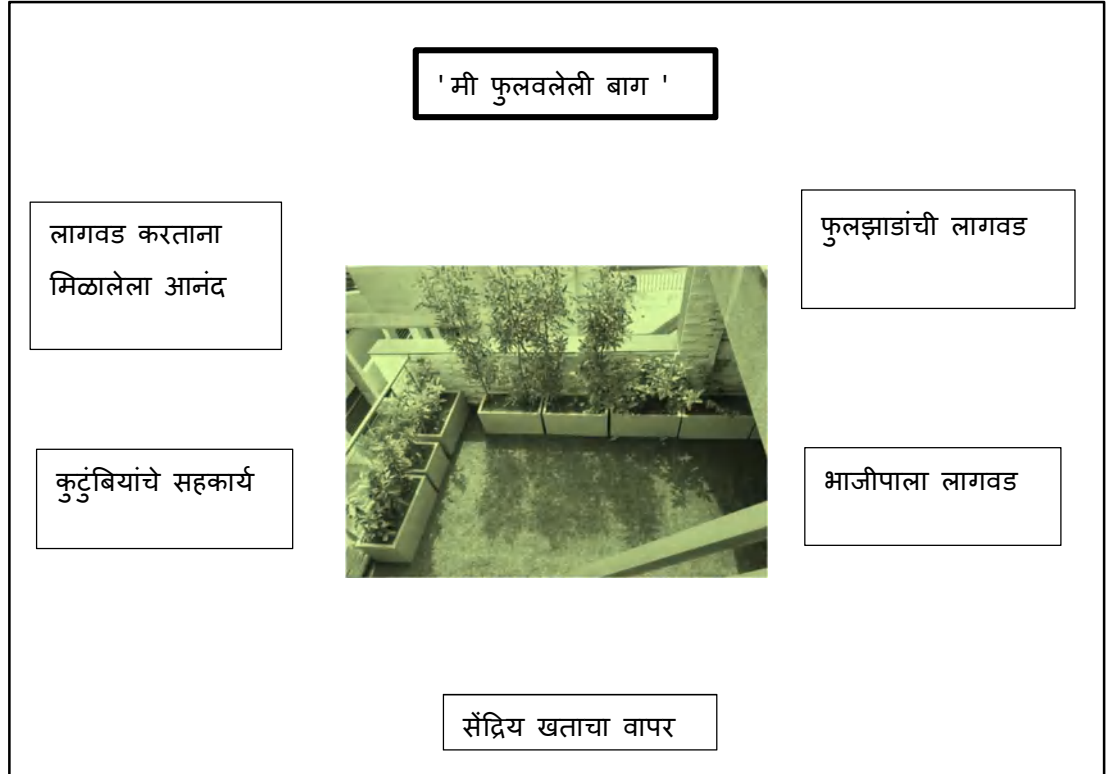 ' मी फुलवलेली बाग '
लागवड करताना
मिळालेला आनंद
फुलझाडांची लागवड
कुटुंबियांचे सहकार्य
भाजीपाला लागवड
सेंद्रिय खताचा वापर